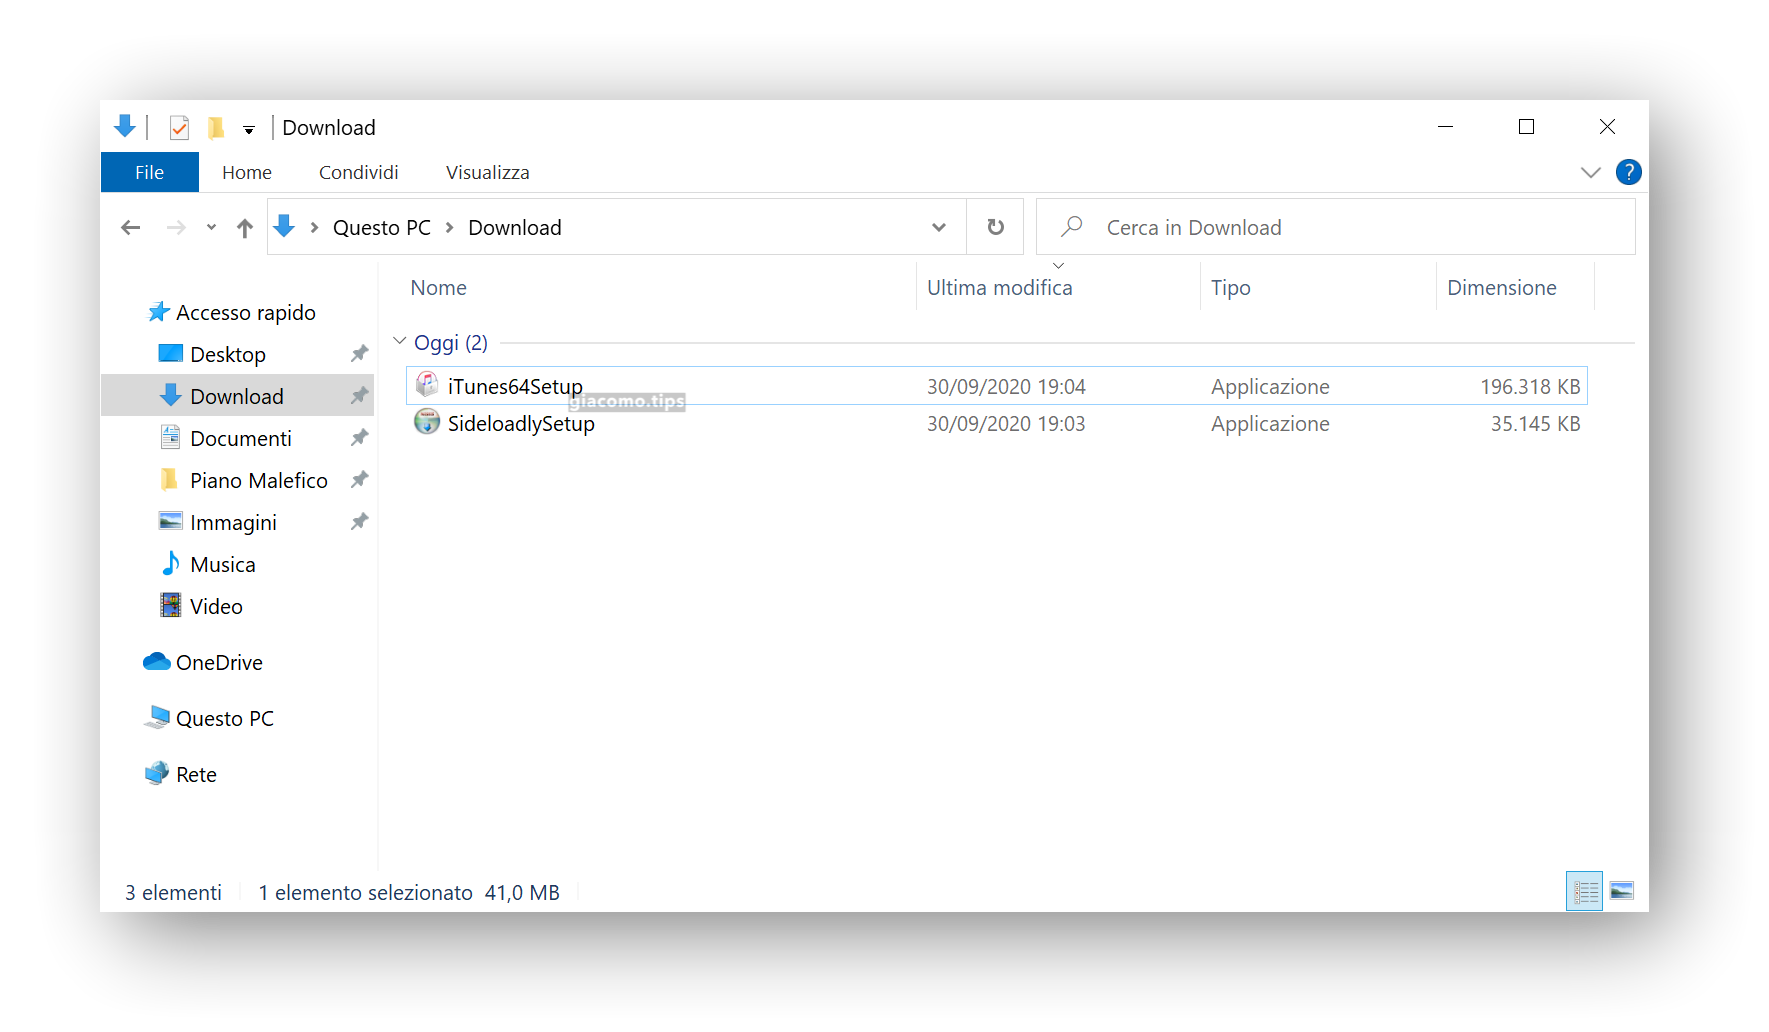 Download
File Home Condividi Visualizza ?
Questo PC Download Cerca in Download
Nome Ultima modifica Tipo Dimensione
Accesso rapido
Desktop
Download
Documenti
Piano Malefico
Immagini
Musica
Video
OneDrive
Questo PC
Rete
Oggi (2)
iTunes64Setup 30/09/2020 19:04 Applicazione 196.318 KB
giacomo.tips
SideloadlySetup 30/09/2020 19:03 Applicazione 35.145 KB
3 elementi 1 elemento selezionato 41,0 MB